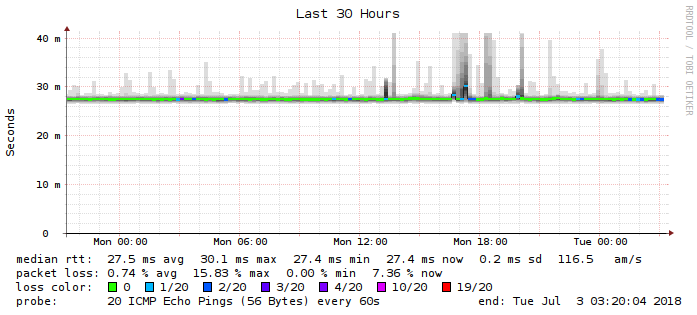 Last 30 Hours
RRDTOOL / TOBI OETIKER
Seconds
40 m
30 m
20 m
10 m
0
Mon 00:00 Mon 06:00 Mon 12:00 Mon 18:00 Tue 00:00
median rtt: 27.5 ms avg 30.1 ms max 27.4 ms min 27.4 ms now 0.2 ms sd 116.5 am/s
packet loss: 0.74 % avg 15.83 % max 0.00 % min 7.36 % now
loss color: 0 1/20 2/20 3/20 4/20 10/20 19/20
probe: 20 ICMP Echo Pings (56 Bytes) every 60s end: Tue Jul 3 03:20:04 2018